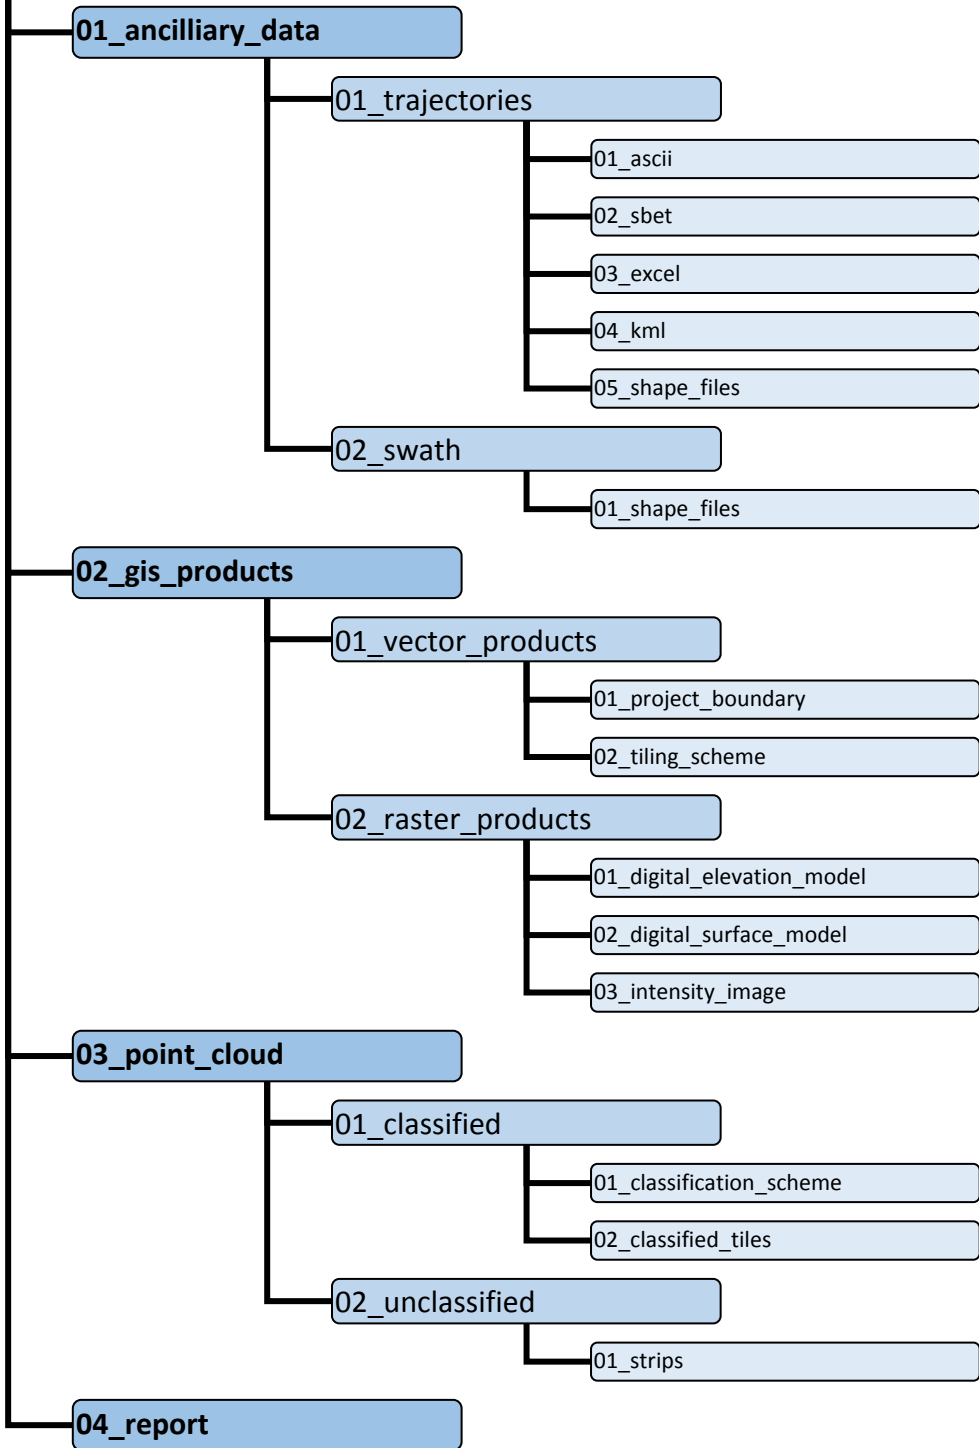 01_ancilliary_data
01_trajectories
01_ascii
02_sbet
03_excel
04_kml
05_shape_files
02_swath
01_shape_files
02_gis_products
01_vector_products
01_project_boundary
02_tiling_scheme
02_raster_products
01_digital_elevation_model
02_digital_surface_model
03_intensity_image
03_point_cloud
01_classified
01_classification_scheme
02_classified_tiles
02_unclassified
01_strips
04_report